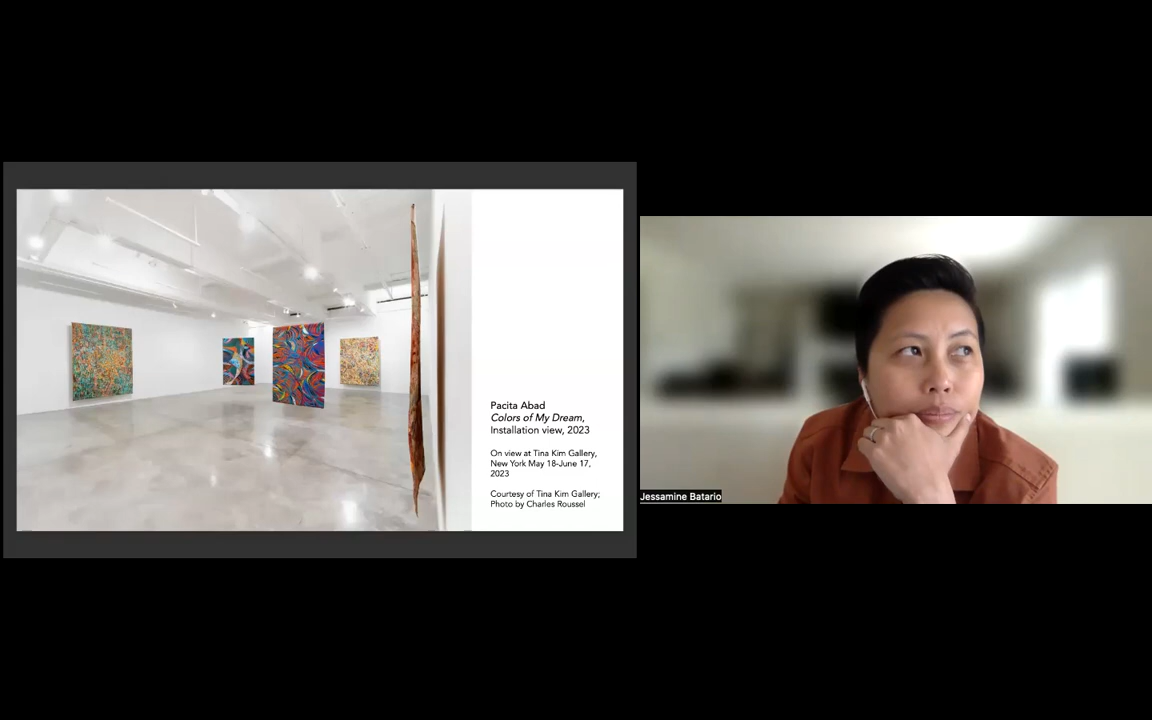 Pacita Abad
Colors of My Dream,
Installation view, 2023
On view at Tina Kim Gallery,
New York May 18-June 17,
2023
Courtesy of Tina Kim Gallery;
Photo by Charles Roussel
Jessamine Batario